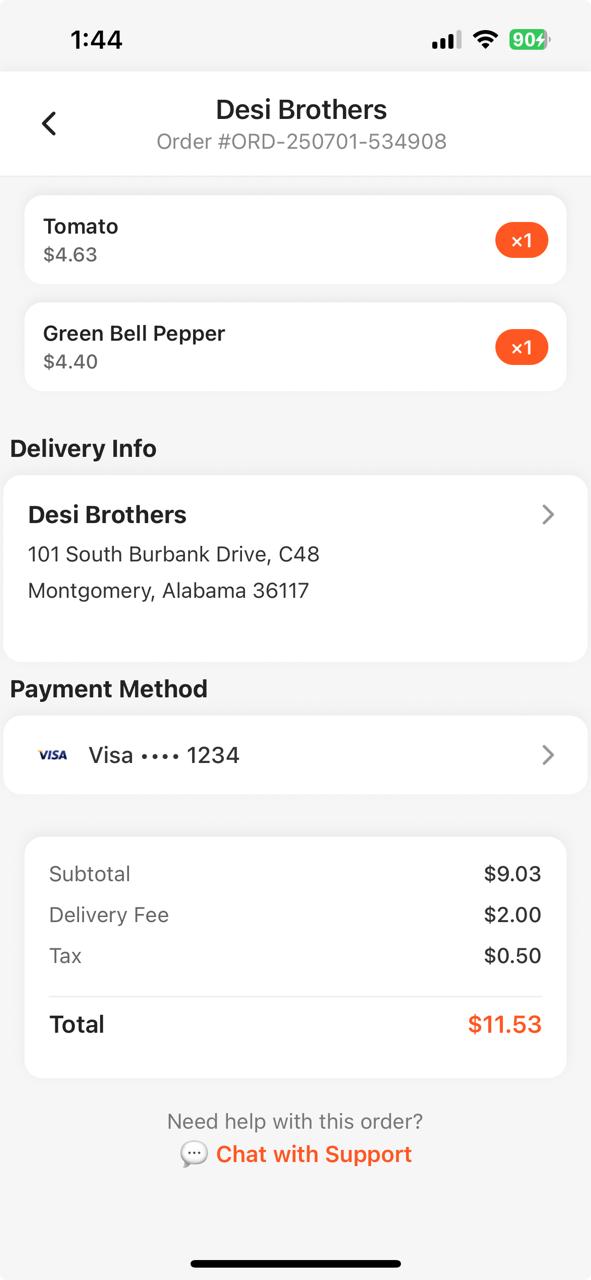 1:44
90
Desi Brothers
Order #ORD-250701-534908
Tomato
$4.63
×1
Green Bell Pepper
$4.40
×1
Delivery Info
Desi Brothers
101 South Burbank Drive, C48
Montgomery, Alabama 36117
Payment Method
VISA Visa •••• 1234
Subtotal $9.03
Delivery Fee $2.00
Tax $0.50
Total $11.53
Need help with this order?
💬 Chat with Support